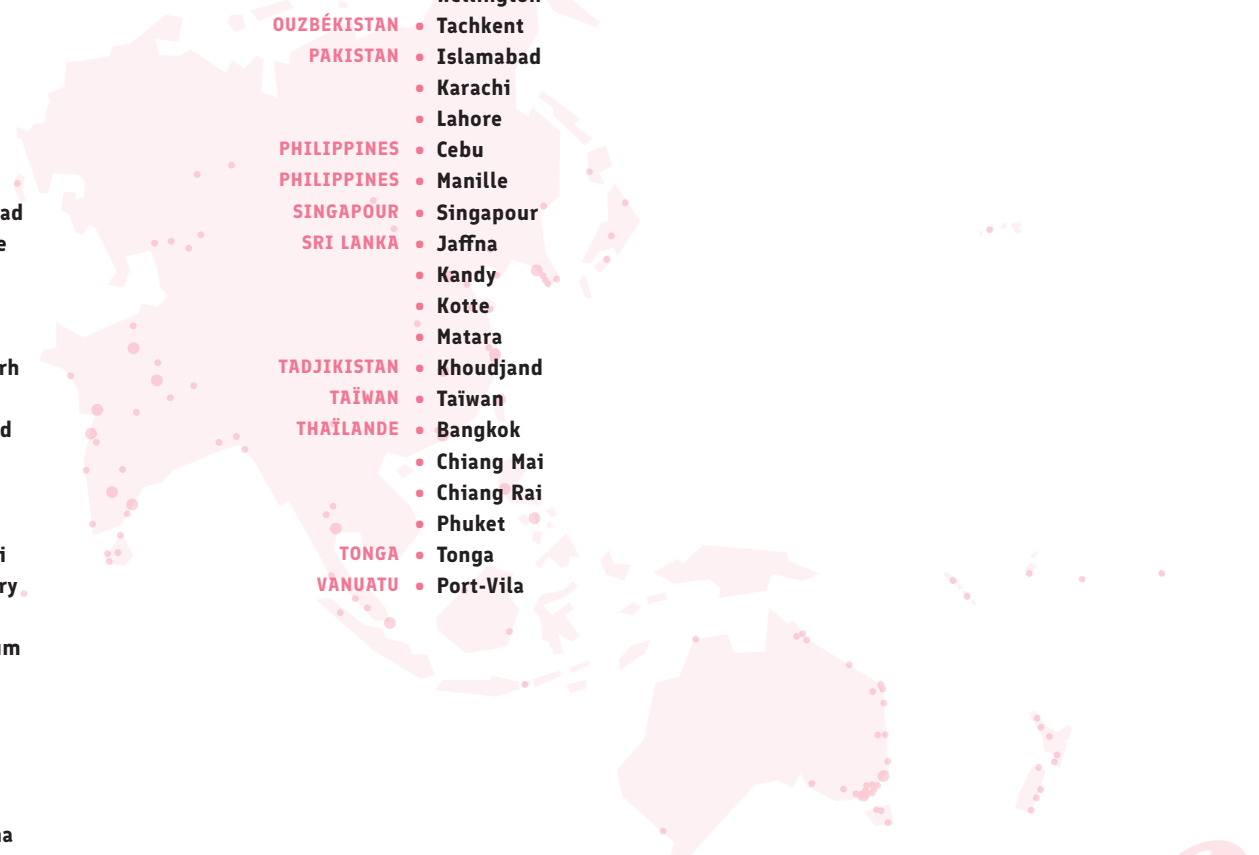 OUZBÉKISTAN • Tachkent
PAKISTAN • Islamabad
• Karachi
• Lahore
PHILIPPINES • Cebu
PHILIPPINES • Manille
SINGAPOUR • Singapour
SRI LANKA • Jaffna
• Kandy
• Kotte
• Matara
TADJIKISTAN • Khoudjand
TAÏWAN • Taïwan
THAÏLANDE • Bangkok
• Chiang Mai
• Chiang Rai
• Phuket
TONGA • Tonga
VANUATU • Port-Vila